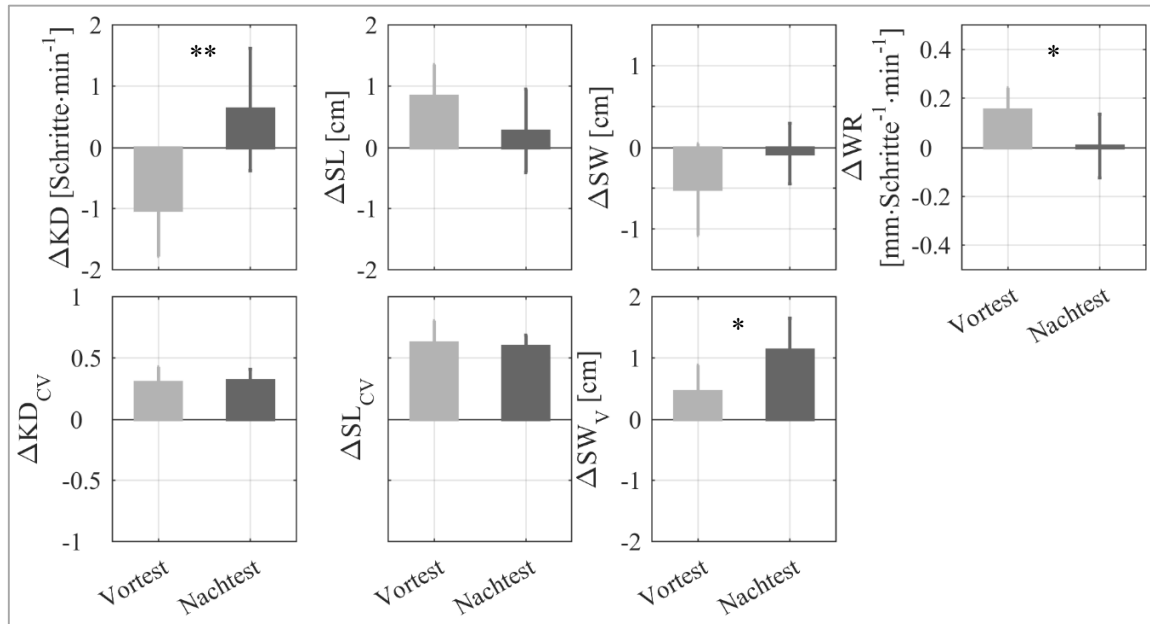 ΔKD [Schritte·min⁻¹]
2
1
0
-1
-2
**
ΔSL [cm]
2
1
0
-1
-2
ΔSW [cm]
1
0
-1
ΔWR
[mm·Schritte⁻¹·min⁻¹]
0.4
0.2
0
-0.2
-0.4
*
Vortest
Nachtest
ΔKD_CV
1
0.5
0
-0.5
-1
Vortest
Nachtest
ΔSL_CV
Vortest
Nachtest
ΔSW_V [cm]
2
1
0
-1
-2
*
Vortest
Nachtest